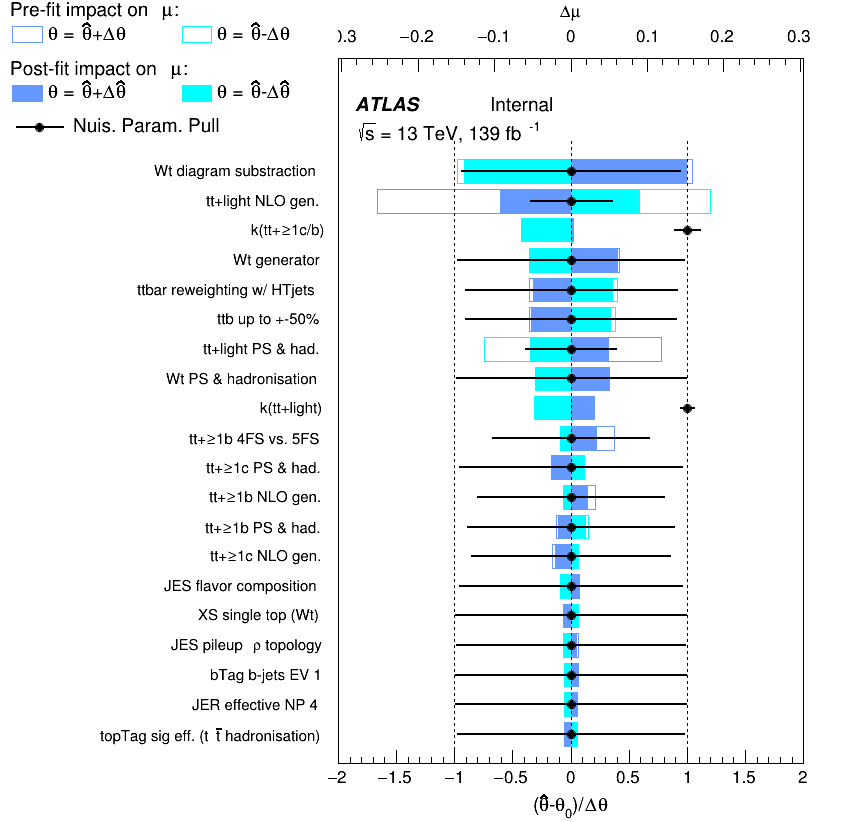 Pre-fit impact on μ:
θ = θ̂+Δθ θ = θ̂-Δθ
Post-fit impact on μ:
θ = θ̂+Δθ̂ θ = θ̂-Δθ̂
Nuis. Param. Pull
Δμ
0.3 −0.2 −0.1 0 0.1 0.2 0.3
ATLAS Internal
√s = 13 TeV, 139 fb -1
Wt diagram substraction
tt+light NLO gen.
k(tt+≥1c/b)
Wt generator
ttbar reweighting w/ HTjets
ttb up to +-50%
tt+light PS & had.
Wt PS & hadronisation
k(tt+light)
tt+≥1b 4FS vs. 5FS
tt+≥1c PS & had.
tt+≥1b NLO gen.
tt+≥1b PS & had.
tt+≥1c NLO gen.
JES flavor composition
XS single top (Wt)
JES pileup ρ topology
bTag b-jets EV 1
JER effective NP 4
topTag sig eff. (t t̄ hadronisation)
−2 −1.5 −1 −0.5 0 0.5 1 1.5 2
(θ̂-θ₀)/Δθ